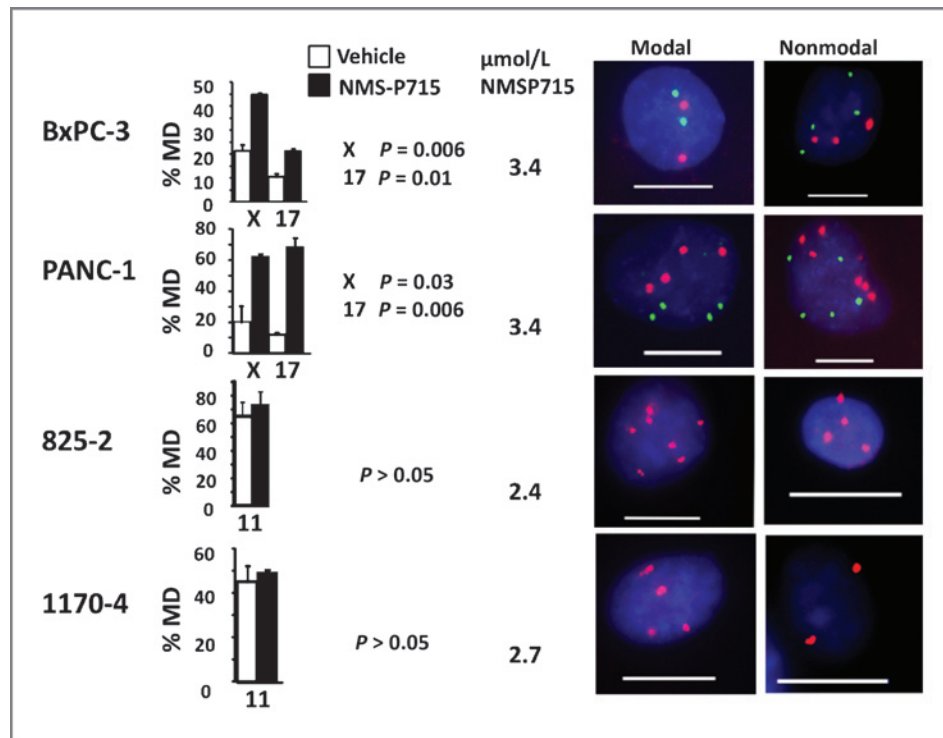 Vehicle
NMS-P715
µmol/L
NMSP715
Modal
Nonmodal
BxPC-3
% MD
50
40
30
20
10
0
X 17
X P = 0.006
17 P = 0.01
3.4
PANC-1
% MD
80
60
40
20
0
X 17
X P = 0.03
17 P = 0.006
3.4
825-2
% MD
80
60
40
20
0
11
P > 0.05
2.4
1170-4
% MD
60
40
20
0
11
P > 0.05
2.7